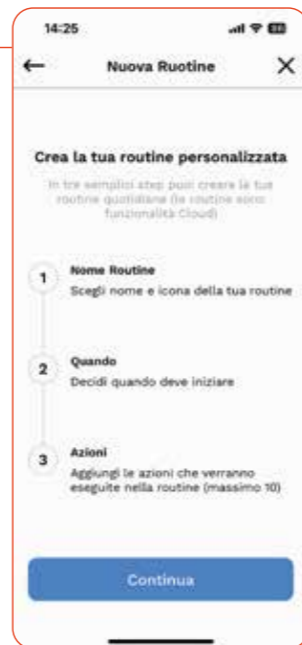 14:25
Nuova Ruotine
Crea la tua routine personalizzata
In tre semplici step puoi creare la tua
routine quotidiana (le routine sono
funzionalità Cloud)
1
Nome Routine
Scegli nome e icona della tua routine
2
Quando
Decidi quando deve iniziare
3
Azioni
Aggiungi le azioni che verranno
eseguite nella routine (massimo 10)
Continua